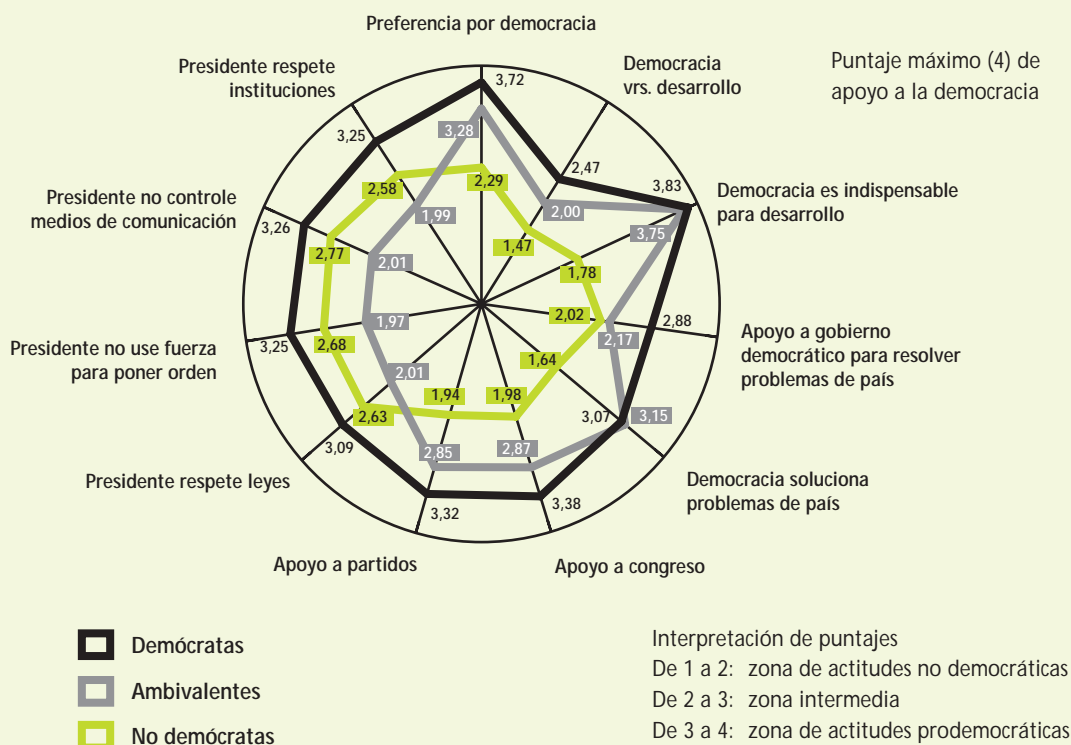 Preferencia por democracia
Presidente respete
instituciones
Democracia
vrs. desarrollo
Puntaje máximo (4) de
apoyo a la democracia
3,72
3,28
3,25
2,58
2,29
2,47
3,83
1,99
2,00
Presidente no controle
medios de comunicación
Democracia es indispensable
para desarrollo
3,26
2,77
2,01
1,47
3,75
1,78
Presidente no use fuerza
para poner orden
Apoyo a gobierno
democrático para resolver
problemas de país
3,25
2,68
1,97
2,02
2,17
2,88
2,01
1,64
2,63
1,94
1,98
3,07
3,15
3,09
2,85
2,87
Presidente respete leyes
Democracia soluciona
problemas de país
3,32
3,38
Apoyo a partidos
Apoyo a congreso
Demócratas
Ambivalentes
No demócratas
Interpretación de puntajes
De 1 a 2: zona de actitudes no democráticas
De 2 a 3: zona intermedia
De 3 a 4: zona de actitudes prodemocráticas